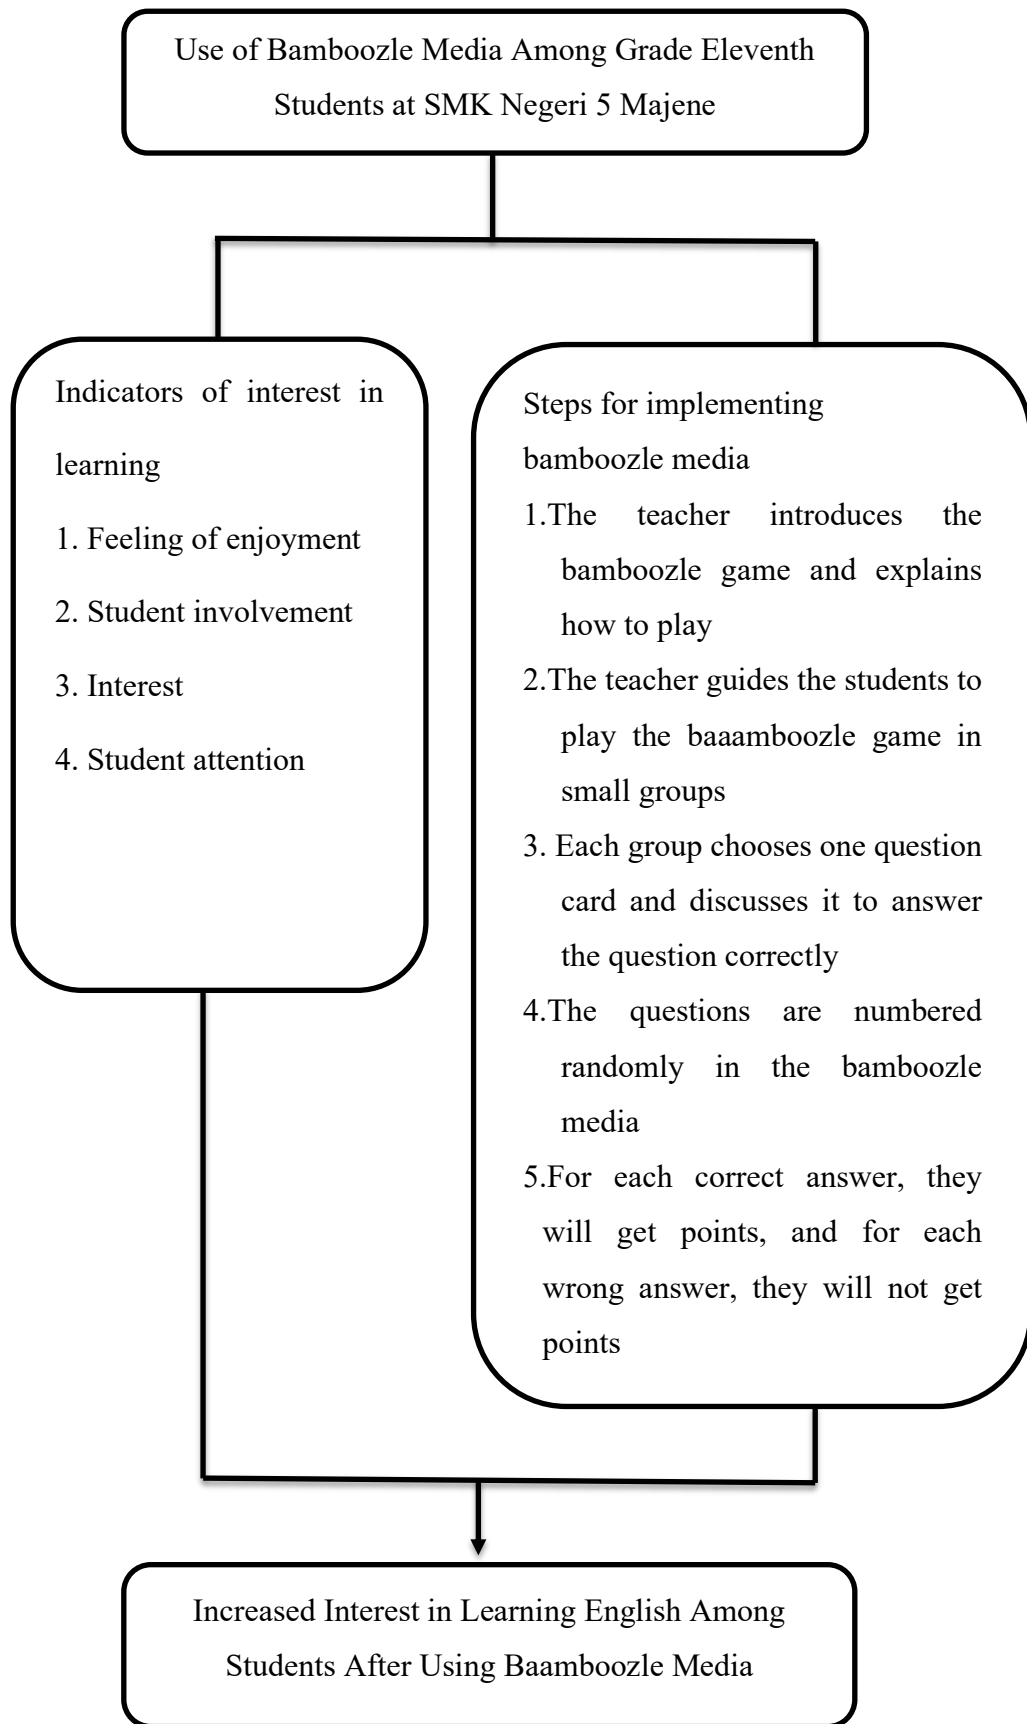 Use of Bamboozle Media Among Grade Eleventh
Students at SMK Negeri 5 Majene
Indicators of interest in
learning
1. Feeling of enjoyment
2. Student involvement
3. Interest
4. Student attention
Steps for implementing
bamboozle media
1.The teacher introduces the
bamboozle game and explains
how to play
2.The teacher guides the students to
play the baaamboozle game in
small groups
3. Each group chooses one question
card and discusses it to answer
the question correctly
4.The questions are numbered
randomly in the bamboozle
media
5.For each correct answer, they
will get points, and for each
wrong answer, they will not get
points
Increased Interest in Learning English Among
Students After Using Baamboozle Media